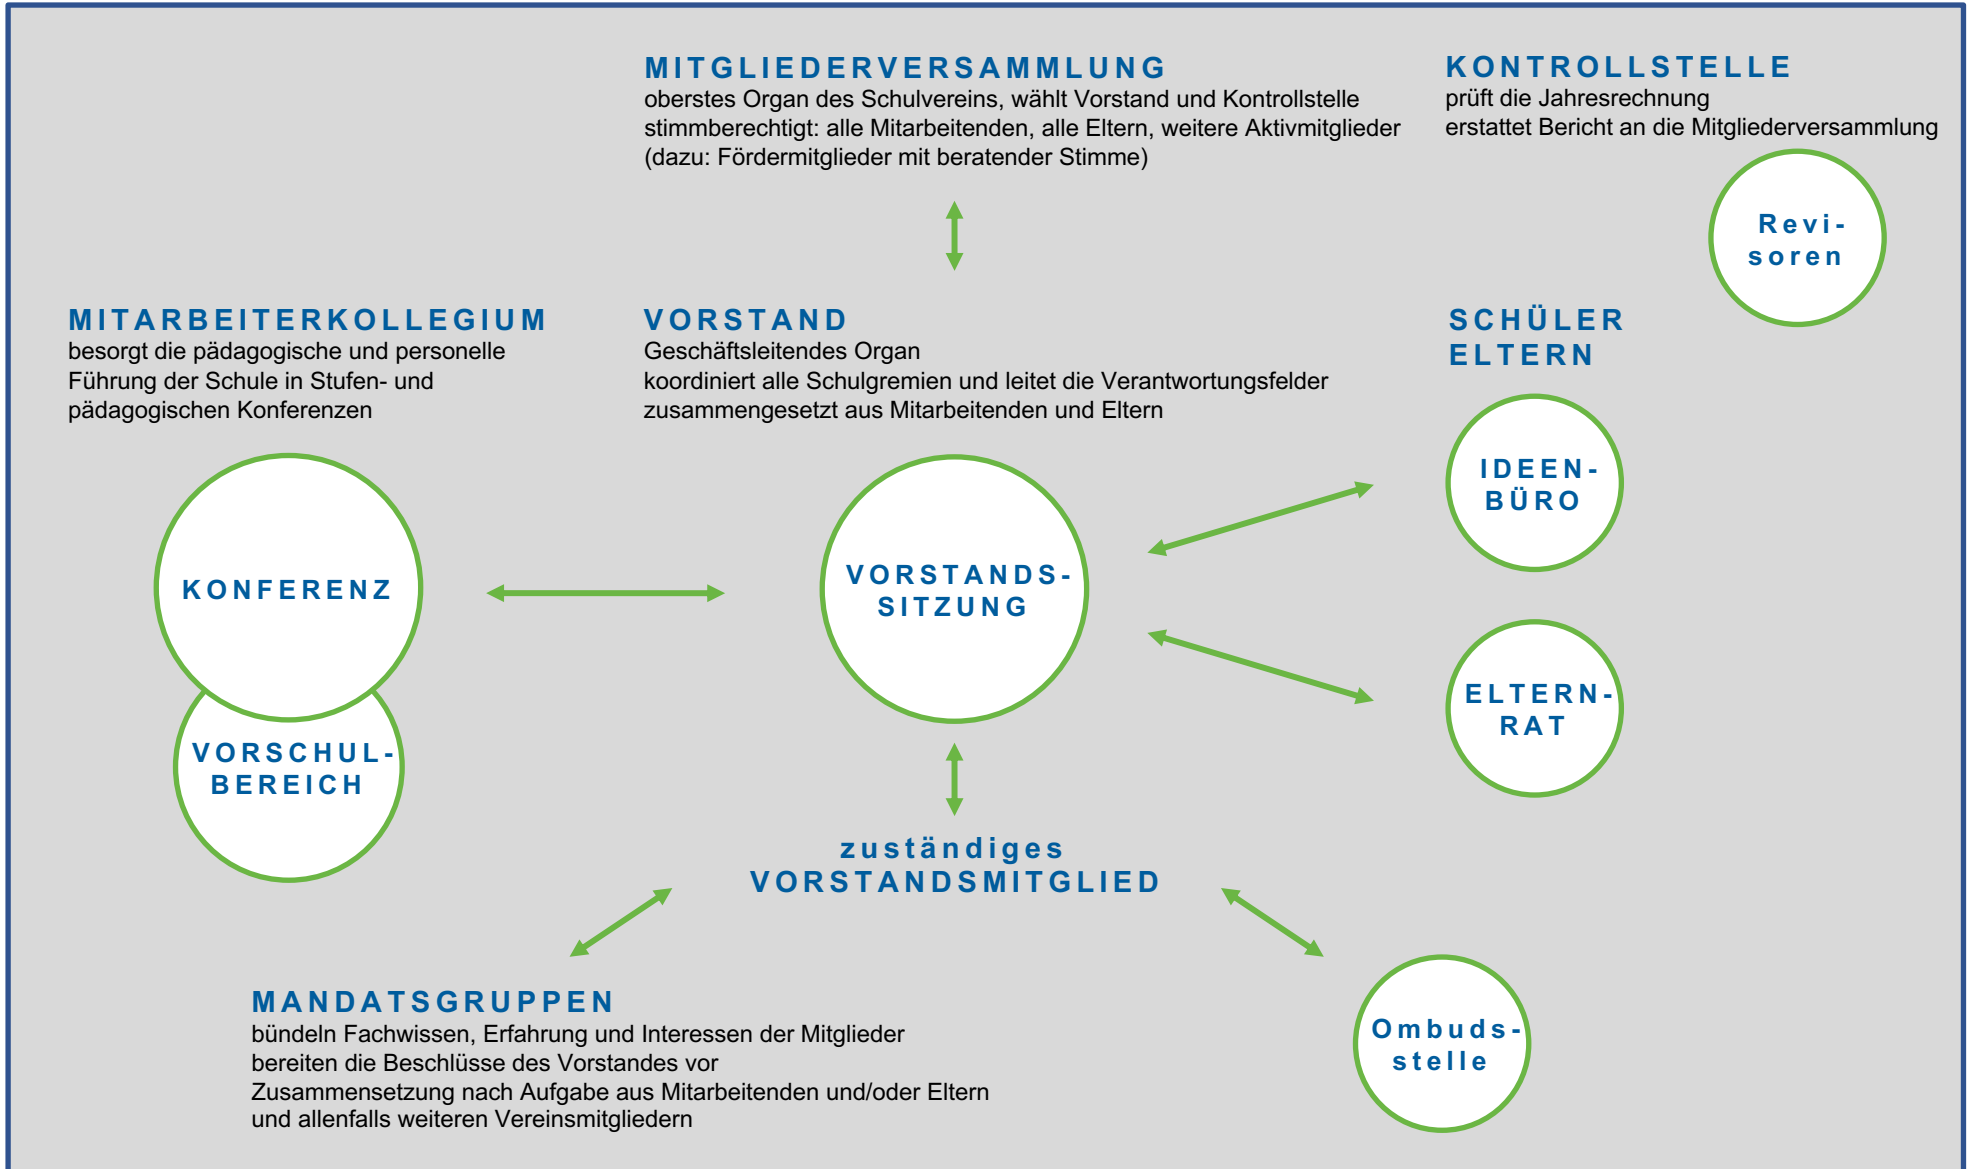 MITGLIEDERVERSAMMLUNG
oberstes Organ des Schulvereins, wählt Vorstand und Kontrollstelle
stimmberechtigt: alle Mitarbeitenden, alle Eltern, weitere Aktivmitglieder
(dazu: Fördermitglieder mit beratender Stimme)
KONTROLLSTELLE
prüft die Jahresrechnung
erstattet Bericht an die Mitgliederversammlung
Revi-
soren
MITARBEITERKOLLEGIUM
besorgt die pädagogische und personelle
Führung der Schule in Stufen- und
pädagogischen Konferenzen
VORSTAND
Geschäftsleitendes Organ
koordiniert alle Schulgremien und leitet die Verantwortungsfelder
zusammengesetzt aus Mitarbeitenden und Eltern
SCHÜLER
ELTERN
IDEEN-
BÜRO
KONFERENZ
VORSTANDS-
SITZUNG
ELTERN-
RAT
VORSCHUL-
BEREICH
zuständiges
VORSTANDSMITGLIED
MANDATSGRUPPEN
bündeln Fachwissen, Erfahrung und Interessen der Mitglieder
bereiten die Beschlüsse des Vorstandes vor
Zusammensetzung nach Aufgabe aus Mitarbeitenden und/oder Eltern
und allenfalls weiteren Vereinsmitgliedern
Ombuds-
stelle